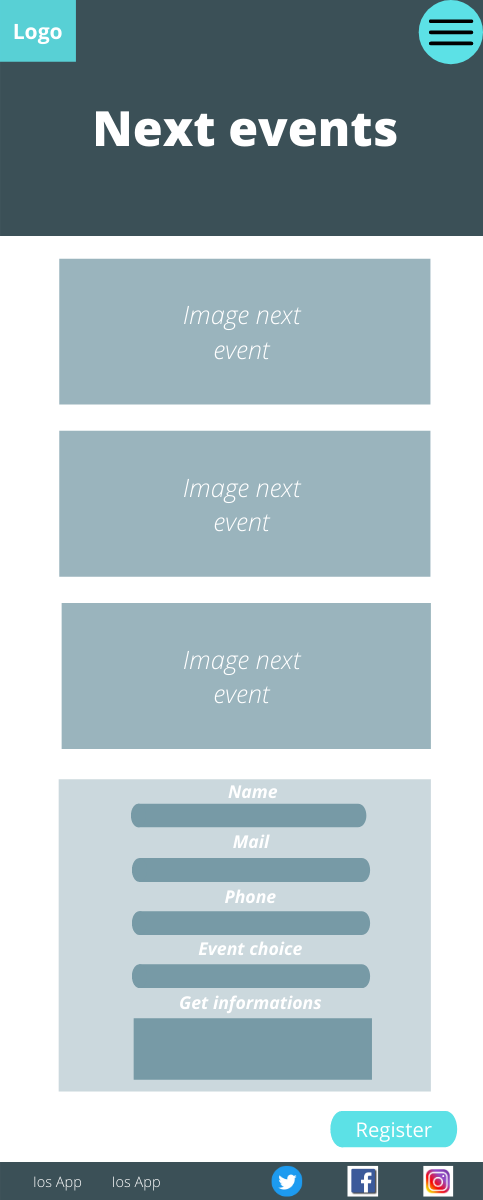 Logo
Next events
Image next
event
Image next
event
Image next
event
Name
Mail
Phone
Event choice
Get informations
Register
Ios App
Ios App